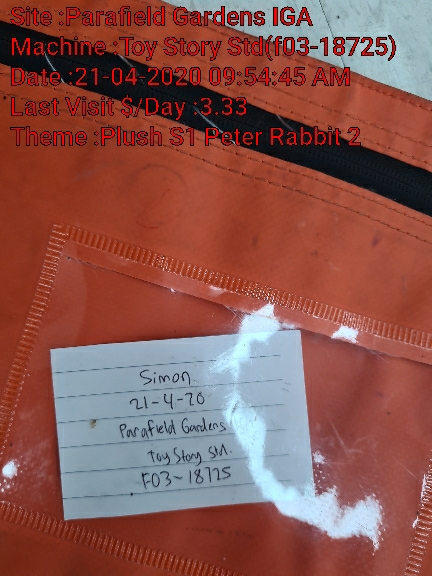 Site :Parafield Gardens IGA
Machine :Toy Story Std(f03-18725)
Date :21-04-2020 09:54:45 AM
Last Visit $/Day :3.33
Theme :Plush S1 Peter Rabbit 2
Simon
21-4-20
Parafield Gardens
Toy Story Std.
F03-18725